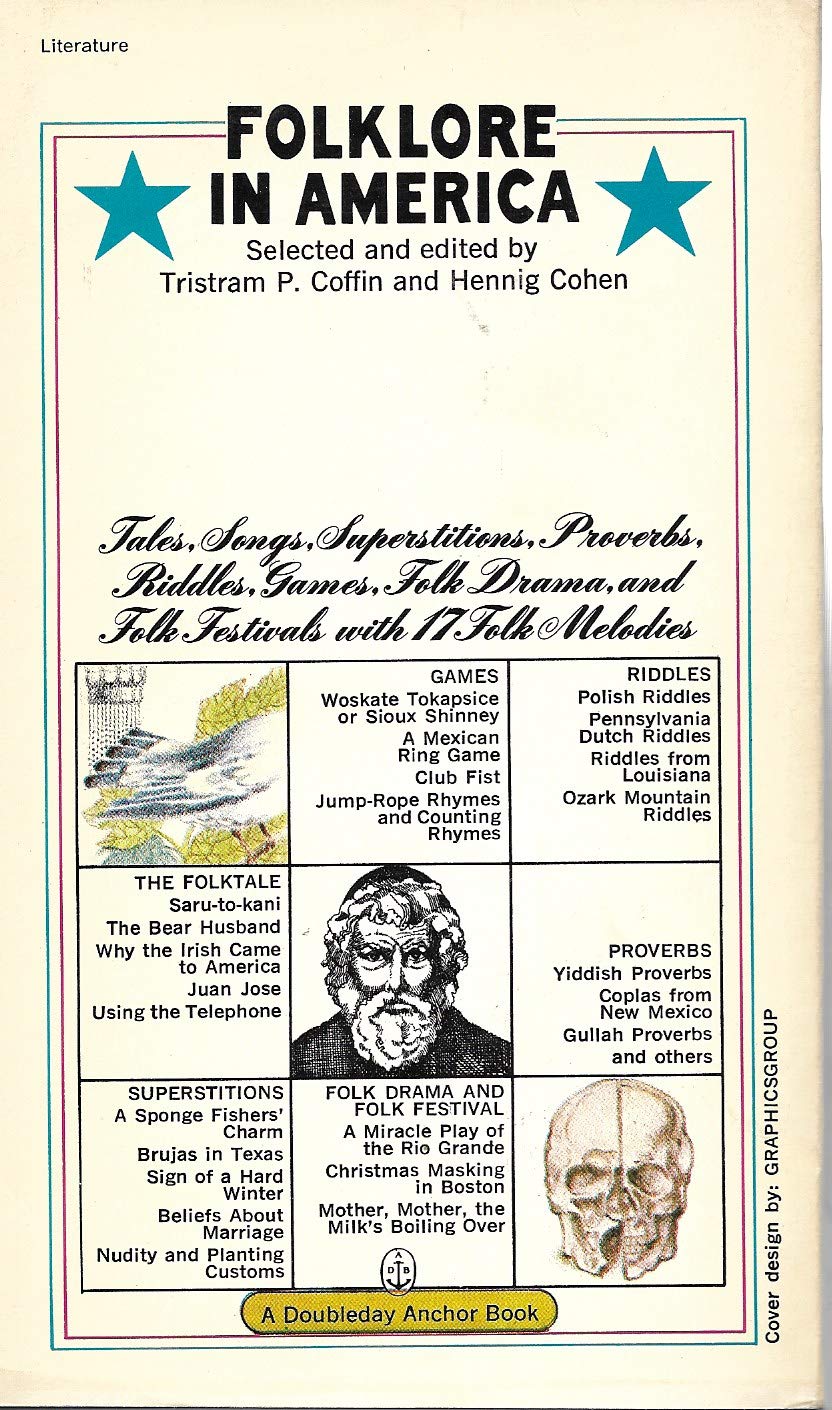 Literature
FOLKLORE
IN AMERICA
Selected and edited by
Tristram P. Coffin and Hennig Cohen
Tales, Songs, Superstitions, Proverbs,
Riddles, Games, Folk Drama, and
Folk Festivals with 17 Folk Melodies
GAMES
Woskate Tokapsice
or Sioux Shinney
A Mexican
Ring Game
Club Fist
Jump-Rope Rhymes
and Counting
Rhymes
RIDDLES
Polish Riddles
Pennsylvania
Dutch Riddles
Riddles from
Louisiana
Ozark Mountain
Riddles
THE FOLKTALE
Saru-to-kani
The Bear Husband
Why the Irish Came
to America
Juan Jose
Using the Telephone
PROVERBS
Yiddish Proverbs
Coplas from
New Mexico
Gullah Proverbs
and others
SUPERSTITIONS
A Sponge Fishers'
Charm
Brujas in Texas
Sign of a Hard
Winter
Beliefs About
Marriage
Nudity and Planting
Customs
FOLK DRAMA AND
FOLK FESTIVAL
A Miracle Play of
the Rio Grande
Christmas Masking
in Boston
Mother, Mother, the
Milk's Boiling Over
A
D B
A Doubleday Anchor Book
Cover design by: GRAPHICSGROUP